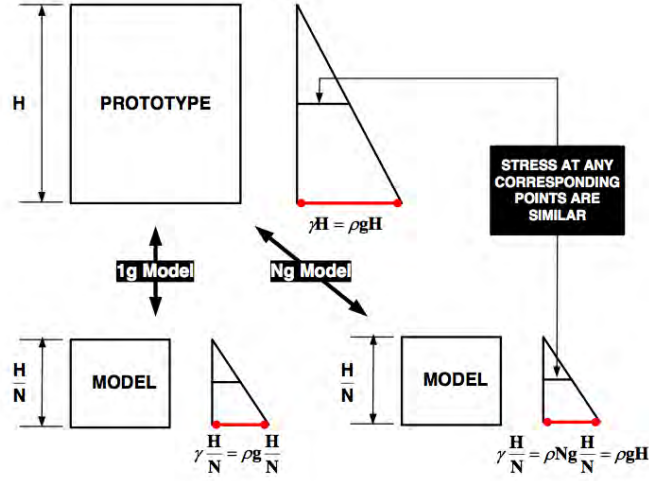 H
PROTOTYPE
STRESS AT ANY
CORRESPONDING
POINTS ARE
SIMILAR
γH = ρgH
1g Model
Ng Model
H/N
MODEL
H/N
MODEL
γ H/N = ρg H/N
γ H/N = ρNg H/N = ρgH